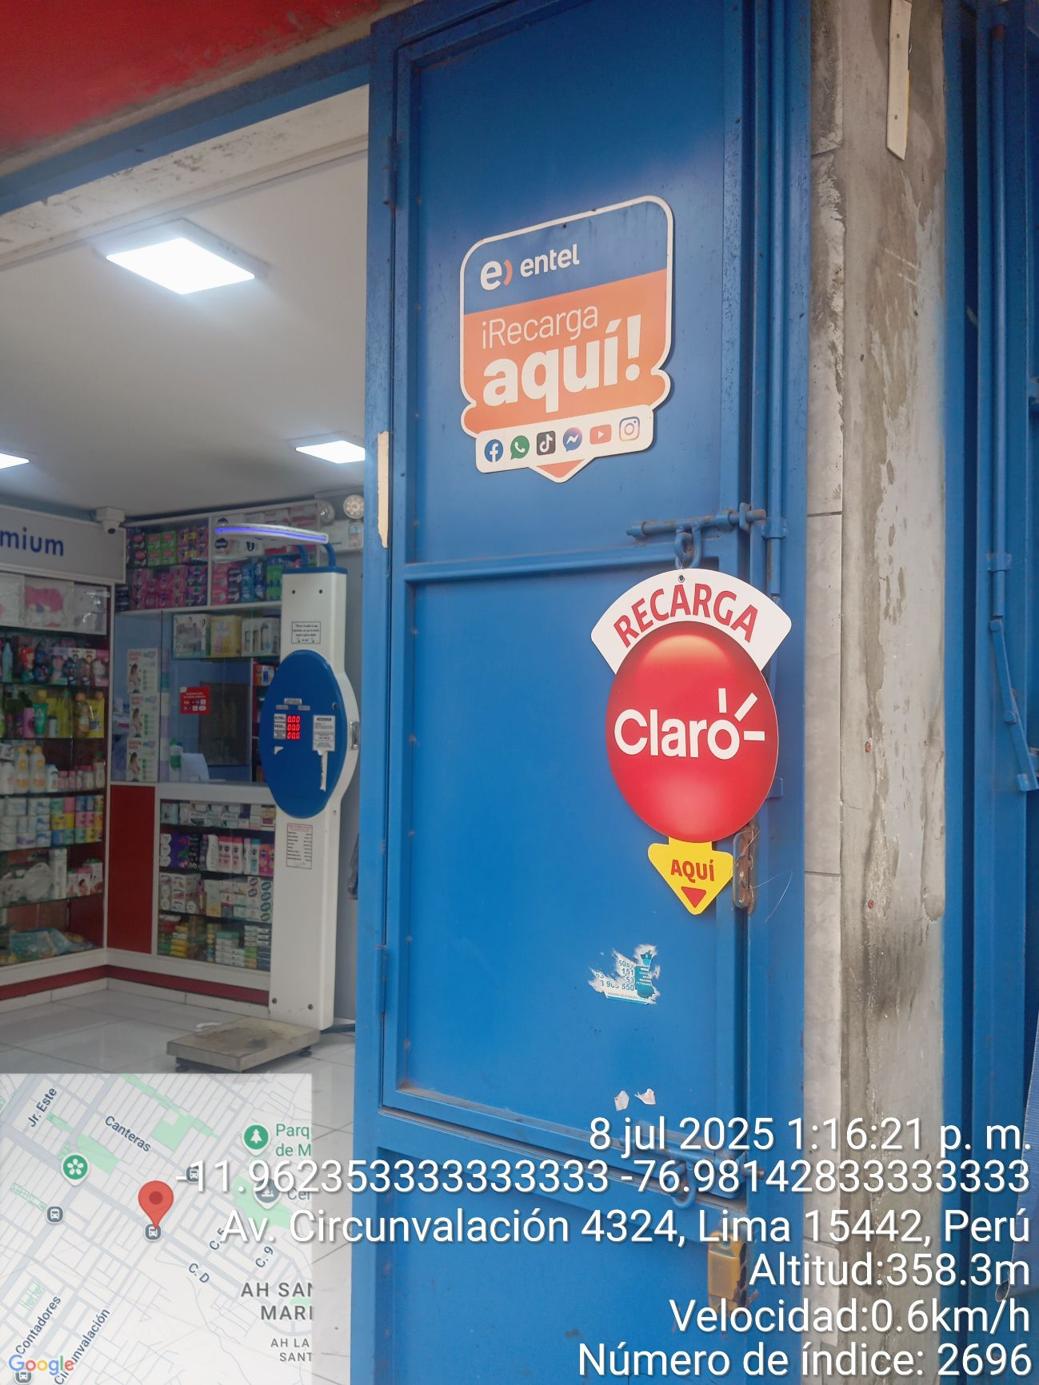 entel
¡Recarga
aquí!
mium
RECARGA
Claro
AQUÍ
8 jul 2025 1:16:21 p. m.
-11.962353333333333 -76.98142833333333
Av. Circunvalación 4324, Lima 15442, Perú
Altitud:358.3m
Velocidad:0.6km/h
Número de índice: 2696
Jr. Este
Canteras
Parq
de M
Cer
C. E
C. 9
C. D
AH SAN
MARI
AH LA
SANT
Contadores
Circunvalación
Google